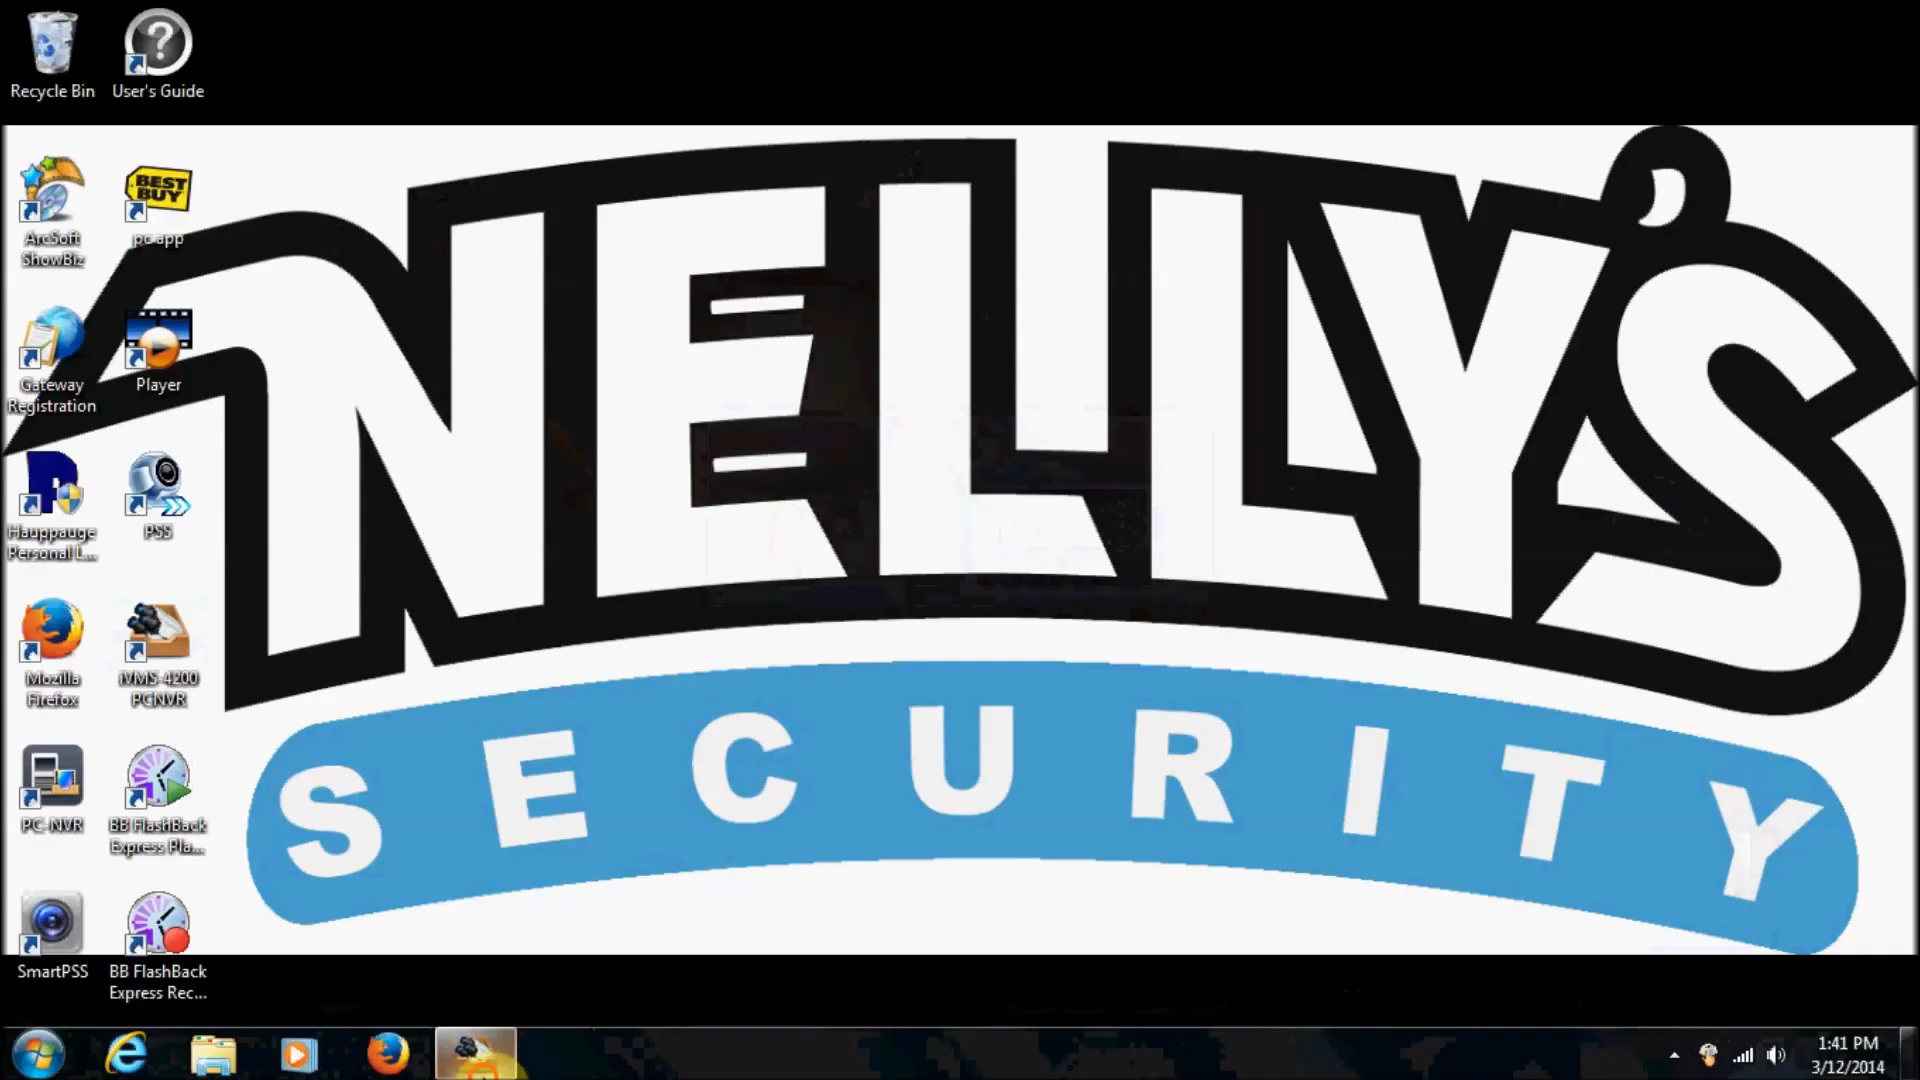 Recycle Bin
User's Guide
ArcSoft
ShowBiz
BEST
BUY
pc app
Gateway
Registration
Player
Hauppauge
Personal L...
PSS
Mozilla
Firefox
iVMS-4200
PCNVR
PC-NVR
BB FlashBack
Express Pla...
SmartPSS
BB FlashBack
Express Rec...
NELLY'S
SECURITY
1:41 PM
3/12/2014